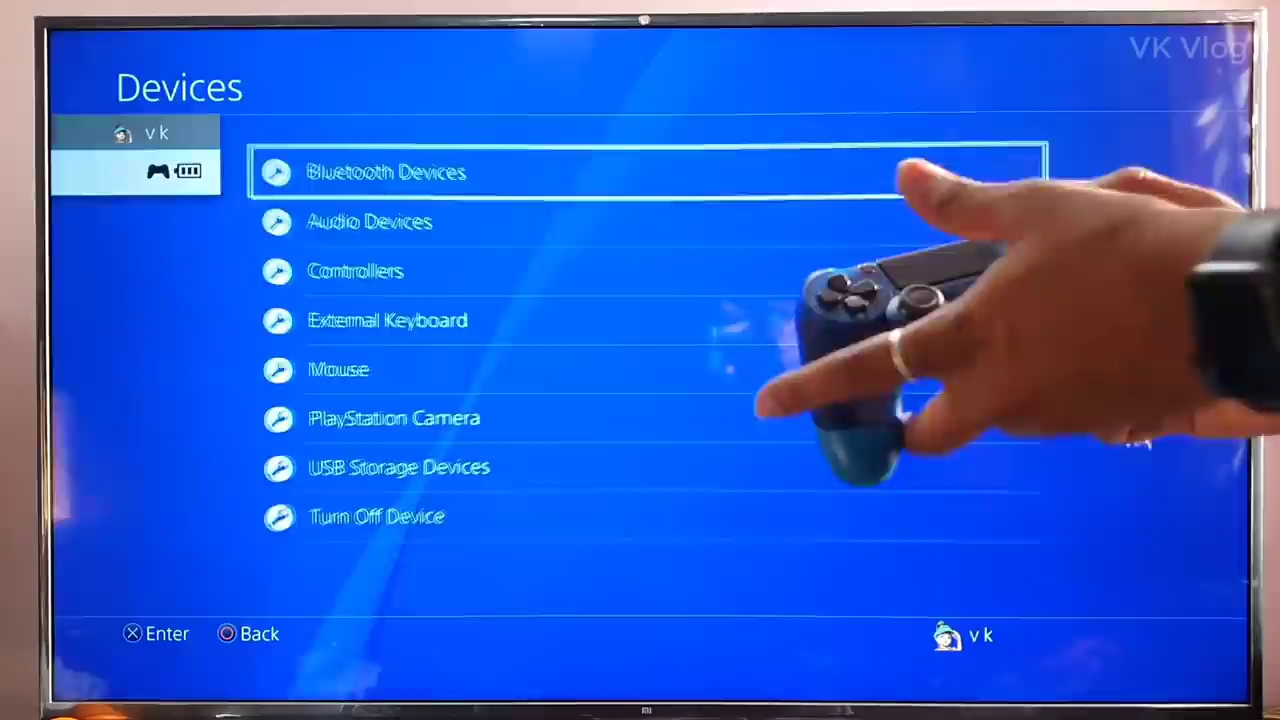 VK Vlog
Devices
v k
Bluetooth Devices
Audio Devices
Controllers
External Keyboard
Mouse
PlayStation Camera
USB Storage Devices
Turn Off Device
Enter
Back
v k
mi